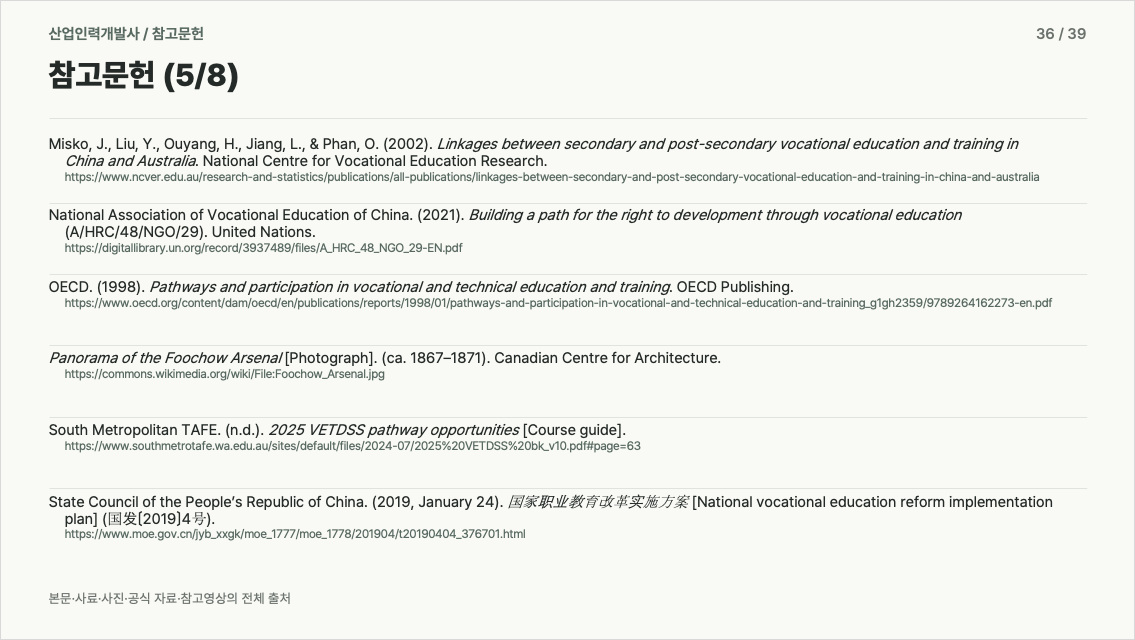 산업인력개발사 / 참고문헌
36 / 39
참고문헌 (5/8)
Misko, J., Liu, Y., Ouyang, H., Jiang, L., & Phan, O. (2002). Linkages between secondary and post-secondary vocational education and training in
China and Australia. National Centre for Vocational Education Research.
https://www.ncver.edu.au/research-and-statistics/publications/all-publications/linkages-between-secondary-and-post-secondary-vocational-education-and-training-in-china-and-australia
National Association of Vocational Education of China. (2021). Building a path for the right to development through vocational education
(A/HRC/48/NGO/29). United Nations.
https://digitallibrary.un.org/record/3937489/files/A_HRC_48_NGO_29-EN.pdf
OECD. (1998). Pathways and participation in vocational and technical education and training. OECD Publishing.
https://www.oecd.org/content/dam/oecd/en/publications/reports/1998/01/pathways-and-participation-in-vocational-and-technical-education-and-training_g1gh2359/9789264162273-en.pdf
Panorama of the Foochow Arsenal [Photograph]. (ca. 1867–1871). Canadian Centre for Architecture.
https://commons.wikimedia.org/wiki/File:Foochow_Arsenal.jpg
South Metropolitan TAFE. (n.d.). 2025 VETDSS pathway opportunities [Course guide].
https://www.southmetrotafe.wa.edu.au/sites/default/files/2024-07/2025%20VETDSS%20bk_v10.pdf#page=63
State Council of the People’s Republic of China. (2019, January 24). 国家职业教育改革实施方案 [National vocational education reform implementation
plan] (国发〔2019〕4号).
https://www.moe.gov.cn/jyb_xxgk/moe_1777/moe_1778/201904/t20190404_376701.html
본문·사료·사진·공식 자료·참고영상의 전체 출처